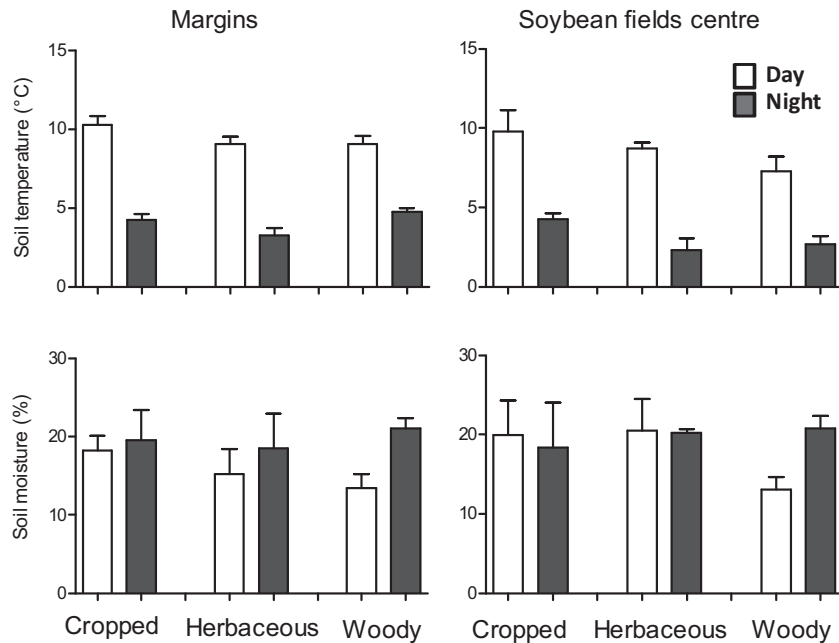 Margins
Soybean fields centre
Soil temperature (°C)
15
10
5
0
15
10
5
0
Day
Night
Soil moisture (%)
30
20
10
0
30
20
10
0
Cropped Herbaceous Woody
Cropped Herbaceous Woody